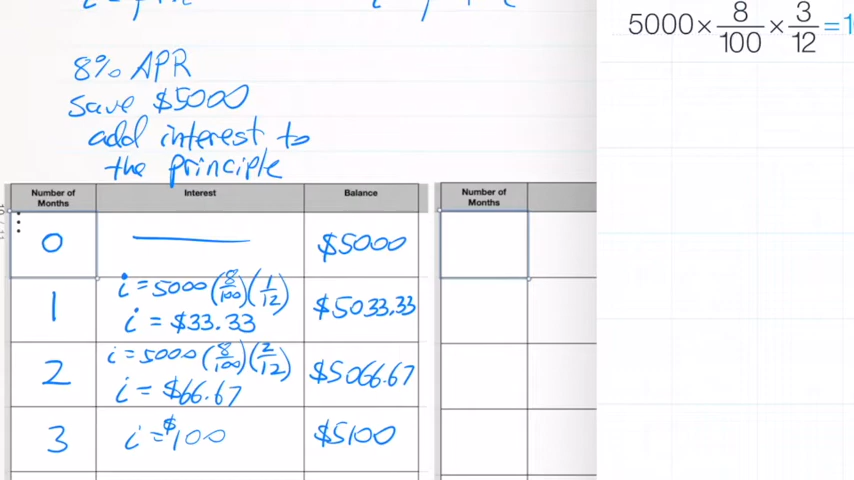 8% APR
save $5000
add interest to
the principle
Number of Months Interest Balance
0 $5000
1 i = 5000 (8/100)(1/12) $5033.33
i = $33.33
2 i = 5000 (8/100)(2/12) $5066.67
i = $66.67
3 i = $100 $5100
Number of Months
5000 × 8/100 × 3/12 = 1